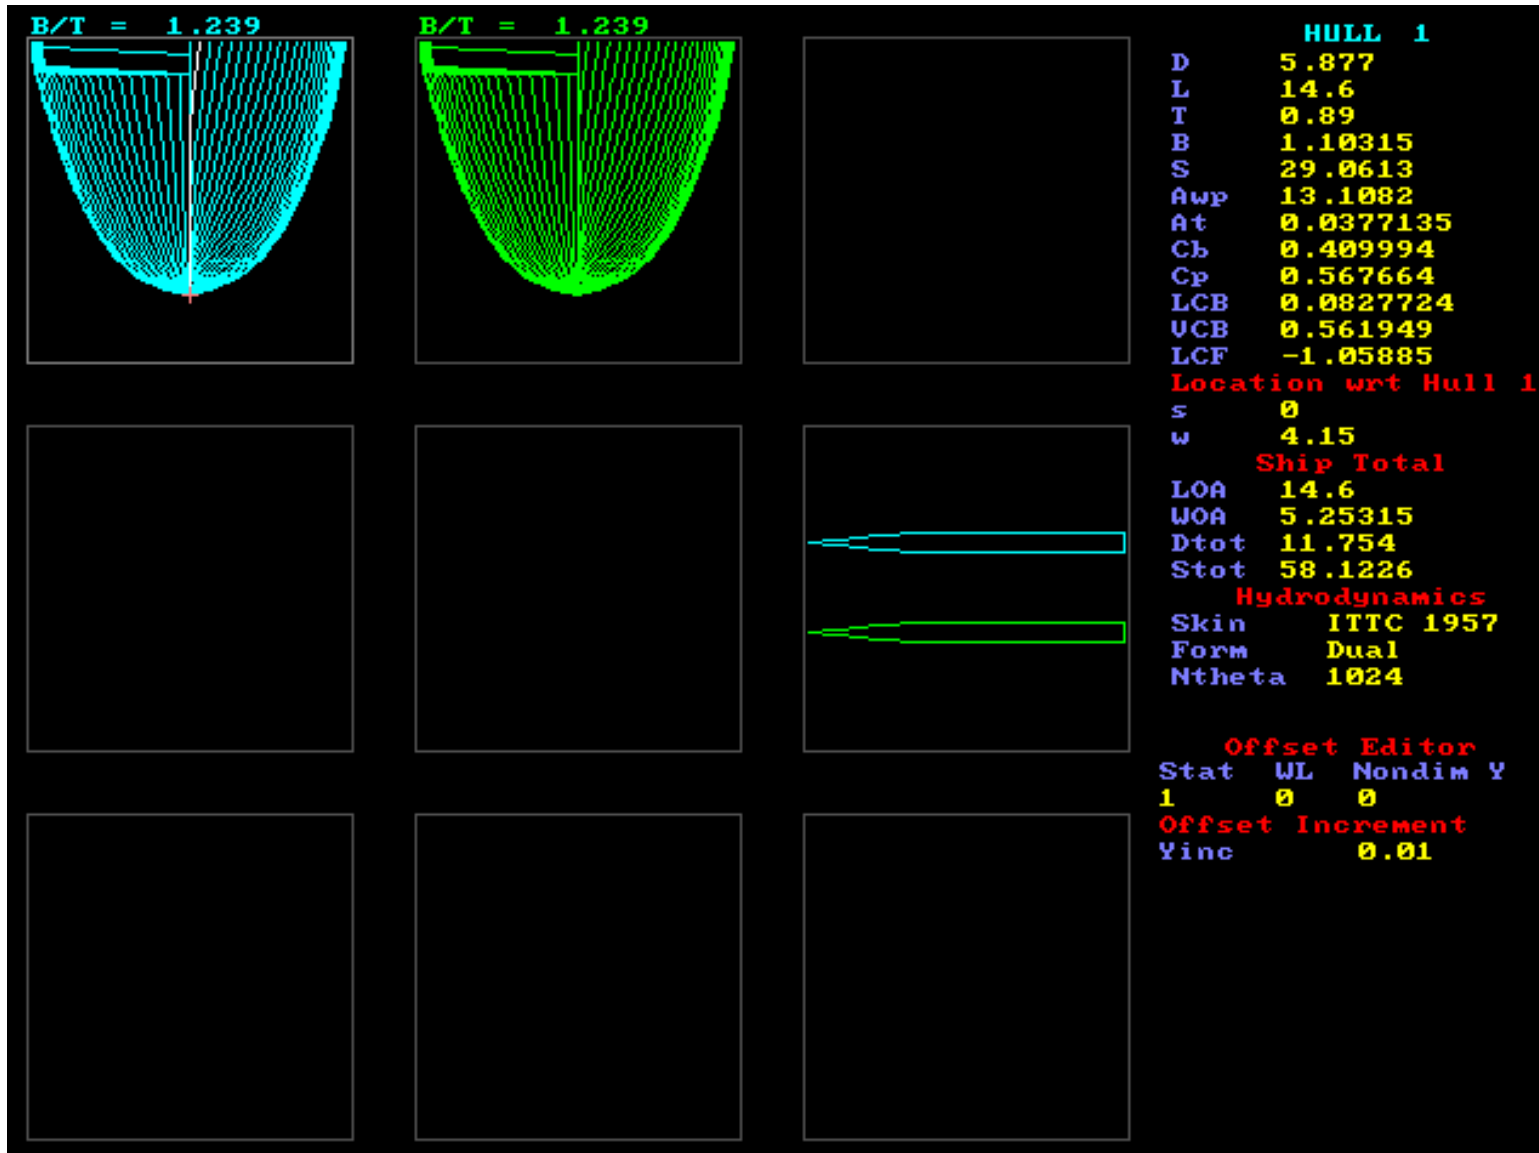 B/T = 1.239
B/T = 1.239
HULL 1
D 5.877
L 14.6
T 0.89
B 1.10315
S 29.0613
Awp 13.1082
At 0.0377135
Cb 0.409994
Cp 0.567664
LCB 0.0827724
VCB 0.561949
LCF -1.05885
Location wrt Hull 1
s 0
w 4.15
Ship Total
LOA 14.6
WOA 5.25315
Dtot 11.754
Stot 58.1226
Hydrodynamics
Skin ITTC 1957
Form Dual
Ntheta 1024
Offset Editor
Stat WL Nondim Y
1 0 0
Offset Increment
Yinc 0.01